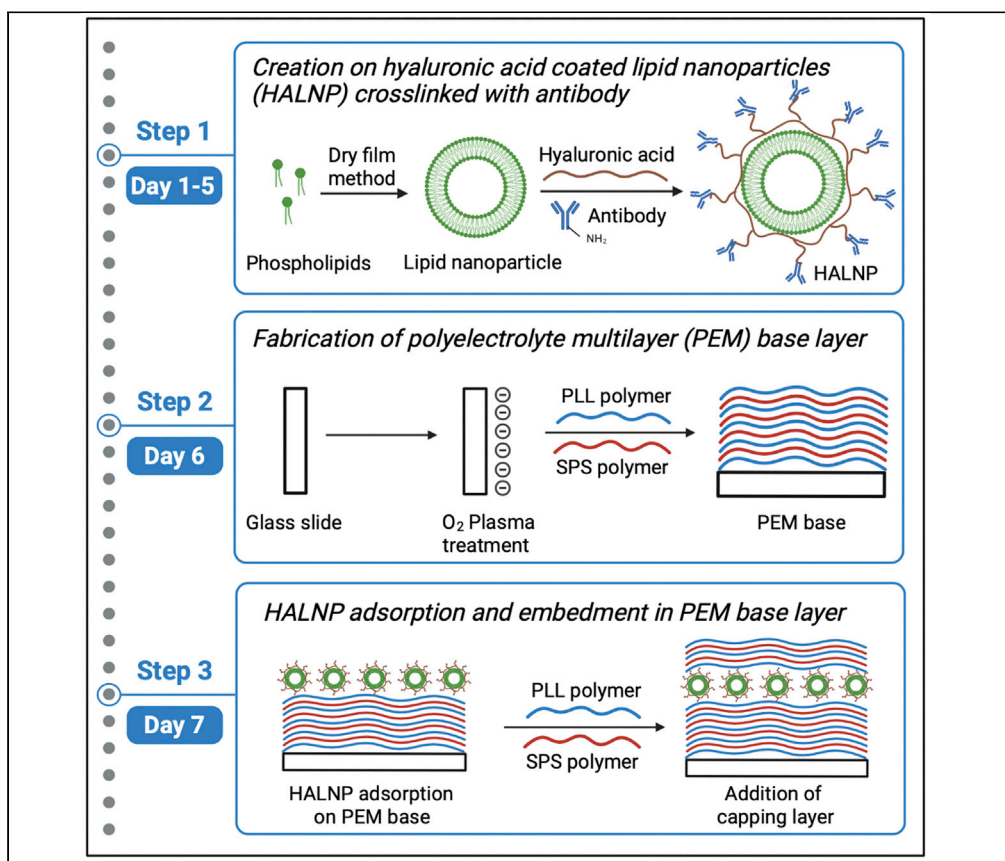 Creation on hyaluronic acid coated lipid nanoparticles
(HALNP) crosslinked with antibody
Step 1
Day 1-5
Dry film
method
Hyaluronic acid
Antibody
NH₂
Phospholipids
Lipid nanoparticle
HALNP
Fabrication of polyelectrolyte multilayer (PEM) base layer
Step 2
Day 6
PLL polymer
SPS polymer
Glass slide
O₂ Plasma
treatment
PEM base
HALNP adsorption and embedment in PEM base layer
Step 3
Day 7
PLL polymer
SPS polymer
HALNP adsorption
on PEM base
Addition of
capping layer